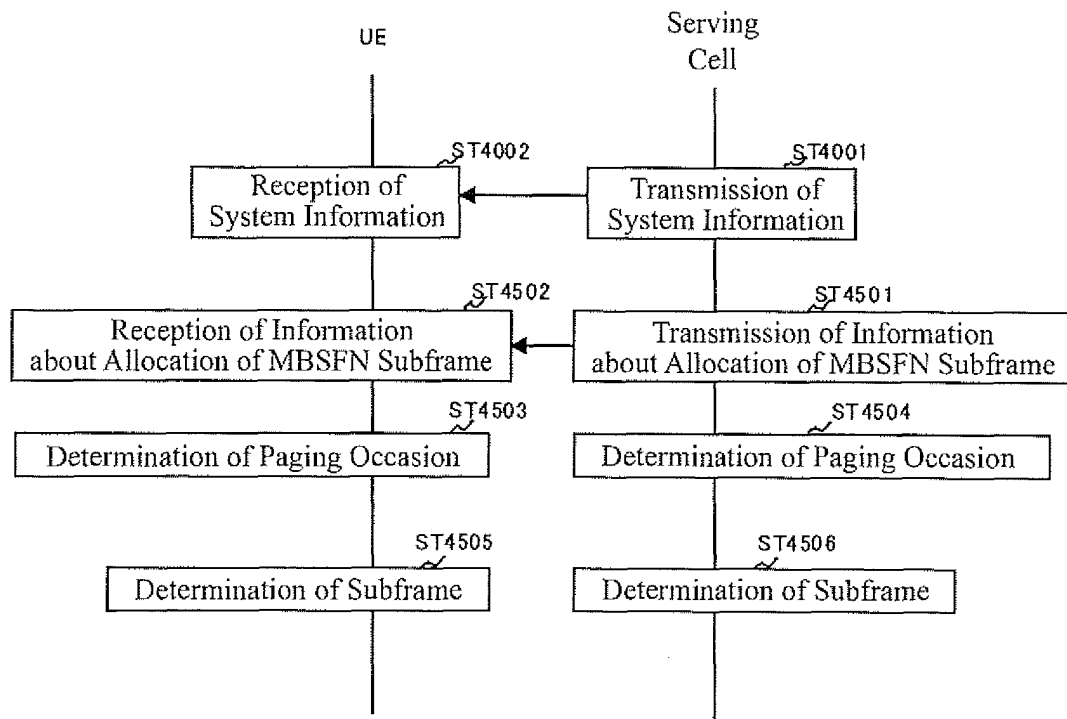 UE
Serving
Cell
ST4002
ST4001
Reception of
System Information
Transmission of
System Information
ST4502
ST4501
Reception of Information
about Allocation of MBSFN Subframe
Transmission of Information
about Allocation of MBSFN Subframe
ST4503
ST4504
Determination of Paging Occasion
Determination of Paging Occasion
ST4505
ST4506
Determination of Subframe
Determination of Subframe